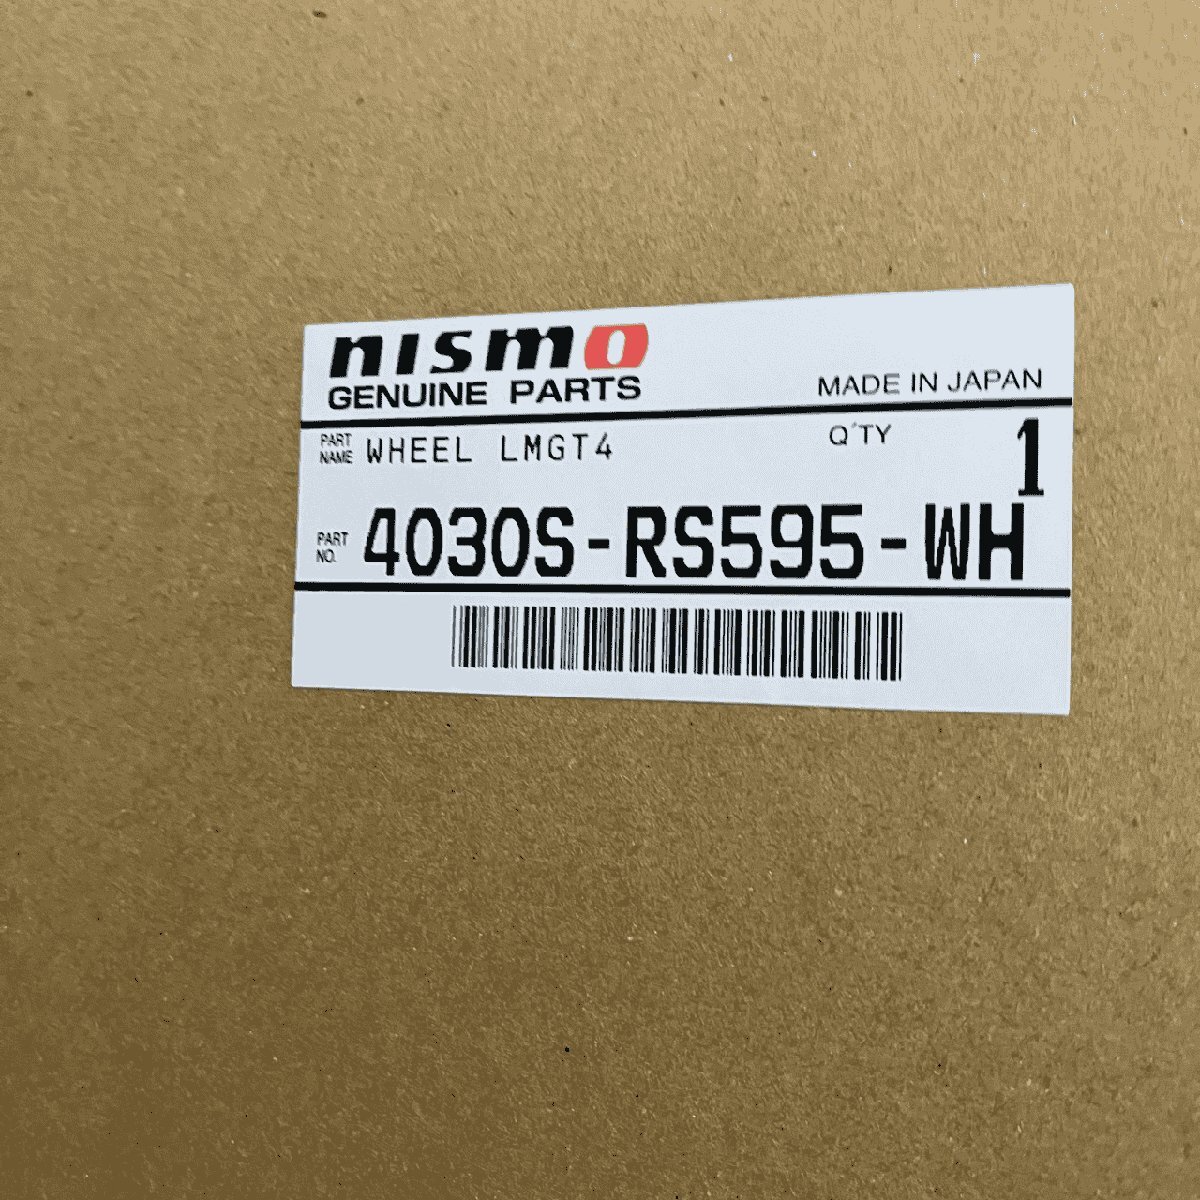 nismo
GENUINE PARTS
MADE IN JAPAN
PART NAME WHEEL LMGT4
Q'TY 1
PART NO. 4030S-RS595-WH